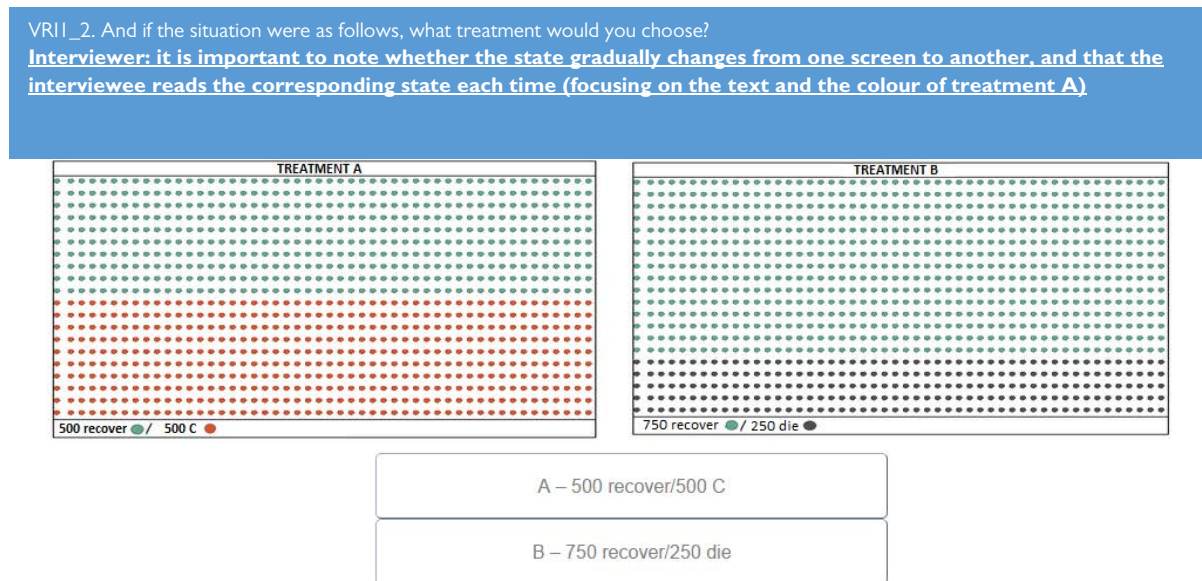 VRI1_2. And if the situation were as follows, what treatment would you choose?
Interviewer: it is important to note whether the state gradually changes from one screen to another, and that the
interviewee reads the corresponding state each time (focusing on the text and the colour of treatment A)
TREATMENT A
500 recover / 500 C
TREATMENT B
750 recover / 250 die
A – 500 recover/500 C
B – 750 recover/250 die